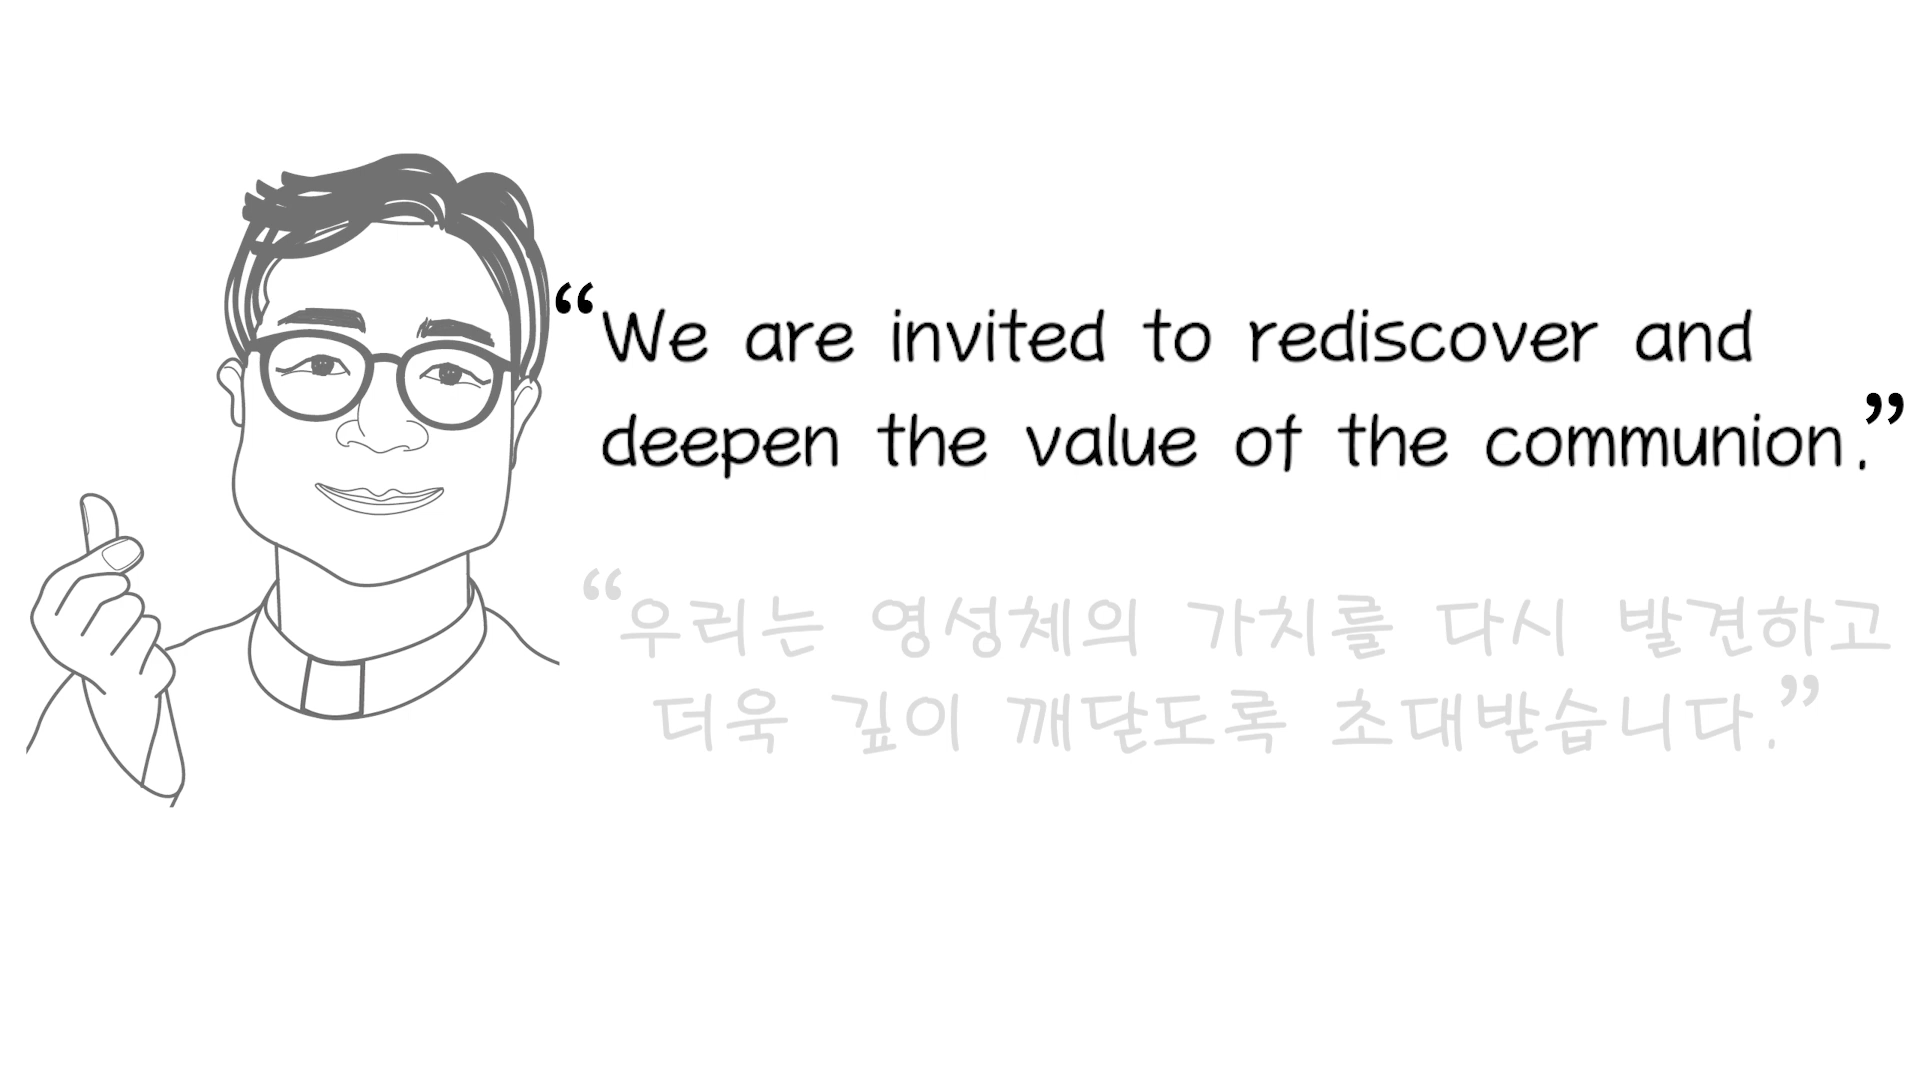 “We are invited to rediscover and
deepen the value of the communion.”
“우리는 영성체의 가치를 다시 발견하고
더욱 깊이 깨닫도록 초대받습니다.”